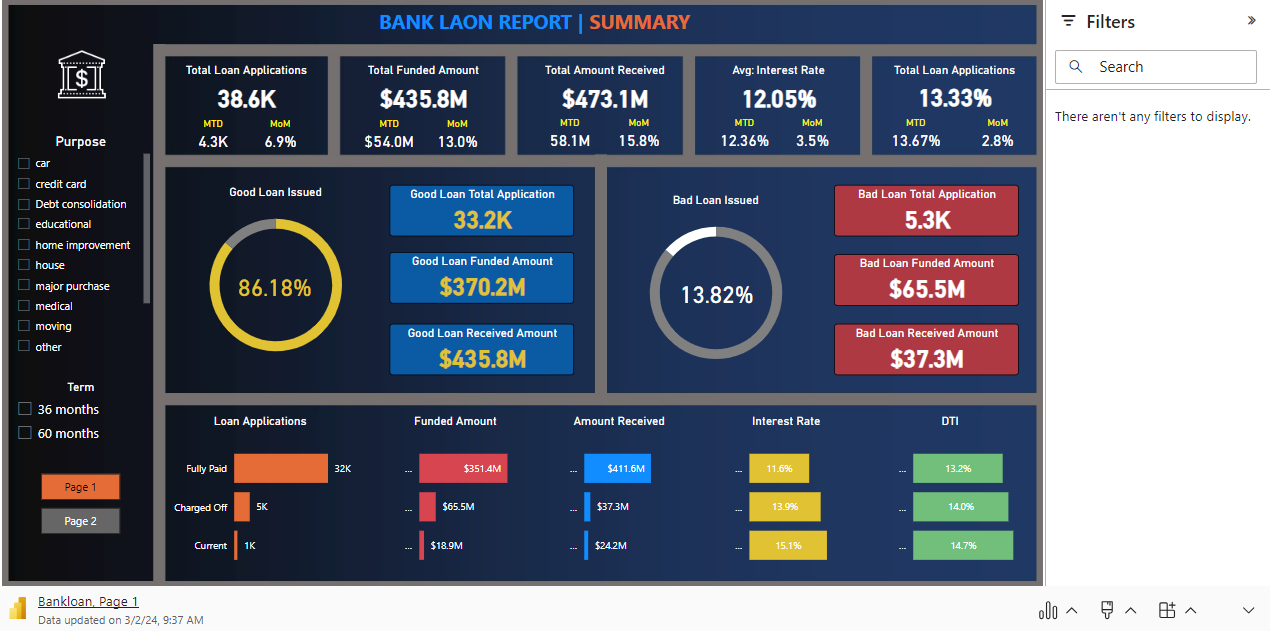 BANK LAON REPORT | SUMMARY
Filters
Search
There aren't any filters to display.
$
Purpose
car
credit card
Debt consolidation
educational
home improvement
house
major purchase
medical
moving
other
Term
36 months
60 months
Page 1
Page 2
Total Loan Applications
38.6K
MTD MoM
4.3K 6.9%
Total Funded Amount
$435.8M
MTD MoM
$54.0M 13.0%
Total Amount Received
$473.1M
MTD MoM
58.1M 15.8%
Avg: Interest Rate
12.05%
MTD MoM
12.36% 3.5%
Total Loan Applications
13.33%
MTD MoM
13.67% 2.8%
Good Loan Issued
86.18%
Good Loan Total Application
33.2K
Good Loan Funded Amount
$370.2M
Good Loan Received Amount
$435.8M
Bad Loan Issued
13.82%
Bad Loan Total Application
5.3K
Bad Loan Funded Amount
$65.5M
Bad Loan Received Amount
$37.3M
Loan Applications
Fully Paid 32K
Charged Off 5K
Current 1K
Funded Amount
... $351.4M
... $65.5M
... $18.9M
Amount Received
... $411.6M
... $37.3M
... $24.2M
Interest Rate
... 11.6%
... 13.9%
... 15.1%
DTI
... 13.2%
... 14.0%
... 14.7%
Bankloan, Page 1
Data updated on 3/2/24, 9:37 AM